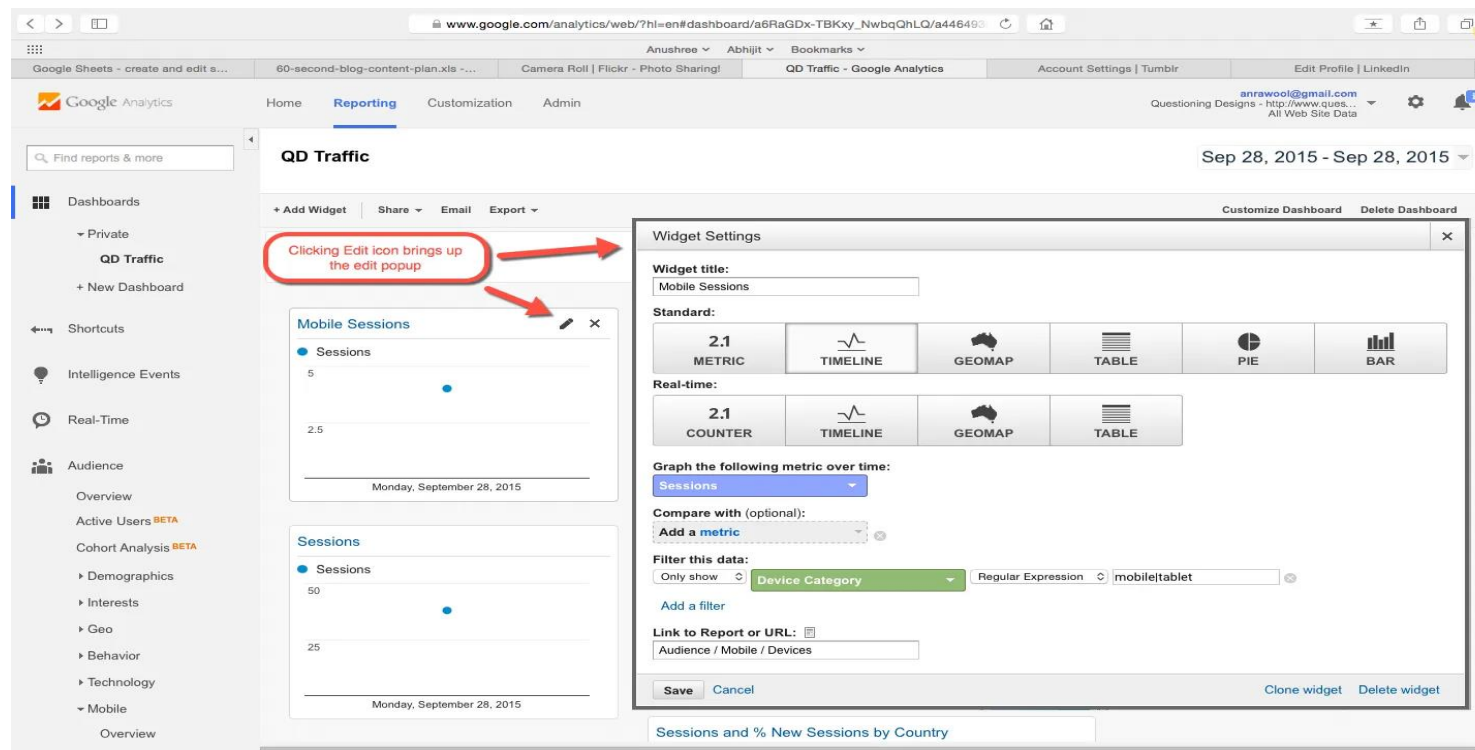 www.google.com/analytics/web/?hl=en#dashboard/a6RaGDx-TBKxy_NwbqQhLQ/a446493
Anushree Abhijit Bookmarks
Google Sheets - create and edit s...
60-second-blog-content-plan.xls -...
Camera Roll | Flickr - Photo Sharing!
QD Traffic - Google Analytics
Account Settings | Tumblr
Edit Profile | LinkedIn
Google Analytics
Home Reporting Customization Admin
anrawool@gmail.com
Questioning Designs - http://www.ques...
All Web Site Data
Find reports & more
Dashboards
Private
QD Traffic
+ New Dashboard
Shortcuts
Intelligence Events
Real-Time
Audience
Overview
Active Users BETA
Cohort Analysis BETA
Demographics
Interests
Geo
Behavior
Technology
Mobile
Overview
QD Traffic
Sep 28, 2015 - Sep 28, 2015
+ Add Widget Share Email Export
Customize Dashboard Delete Dashboard
Clicking Edit icon brings up
the edit popup
Mobile Sessions
Sessions
5
2.5
Monday, September 28, 2015
Sessions
Sessions
50
25
Monday, September 28, 2015
Widget Settings
Widget title:
Mobile Sessions
Standard:
2.1
METRIC
TIMELINE
GEOMAP
TABLE
PIE
BAR
Real-time:
2.1
COUNTER
TIMELINE
GEOMAP
TABLE
Graph the following metric over time:
Sessions
Compare with (optional):
Add a metric
Filter this data:
Only show Device Category Regular Expression mobile|tablet
Add a filter
Link to Report or URL:
Audience / Mobile / Devices
Save Cancel
Clone widget Delete widget
Sessions and % New Sessions by Country